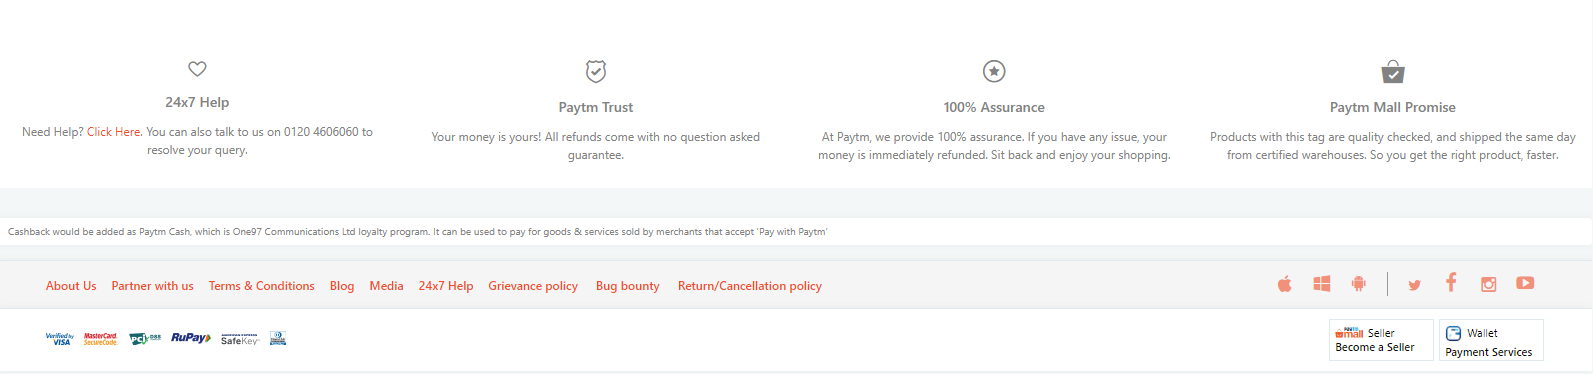 24x7 Help
Need Help? Click Here. You can also talk to us on 0120 4606060 to
resolve your query.
Paytm Trust
Your money is yours! All refunds come with no question asked
guarantee.
100% Assurance
At Paytm, we provide 100% assurance. If you have any issue, your
money is immediately refunded. Sit back and enjoy your shopping.
Paytm Mall Promise
Products with this tag are quality checked, and shipped the same day
from certified warehouses. So you get the right product, faster.
Cashback would be added as Paytm Cash, which is One97 Communications Ltd loyalty program. It can be used to pay for goods & services sold by merchants that accept 'Pay with Paytm'
About Us Partner with us Terms & Conditions Blog Media 24x7 Help Grievance policy Bug bounty Return/Cancellation policy
Verified by
VISA
MasterCard.
SecureCode.
PCI DSS
RuPay
AMERICAN EXPRESS
SafeKey
paytm
mall Seller
Become a Seller
Wallet
Payment Services